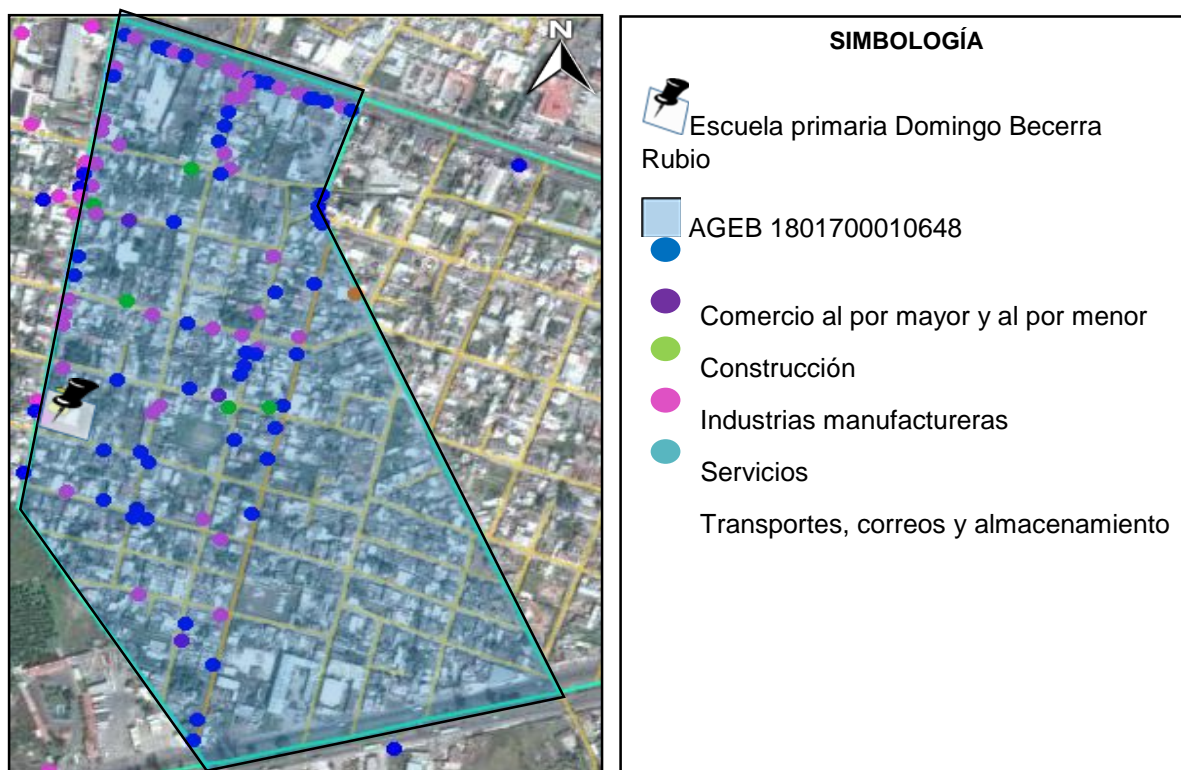 N
SIMBOLOGÍA
Escuela primaria Domingo Becerra
Rubio
AGEB 1801700010648
Comercio al por mayor y al por menor
Construcción
Industrias manufactureras
Servicios
Transportes, correos y almacenamiento